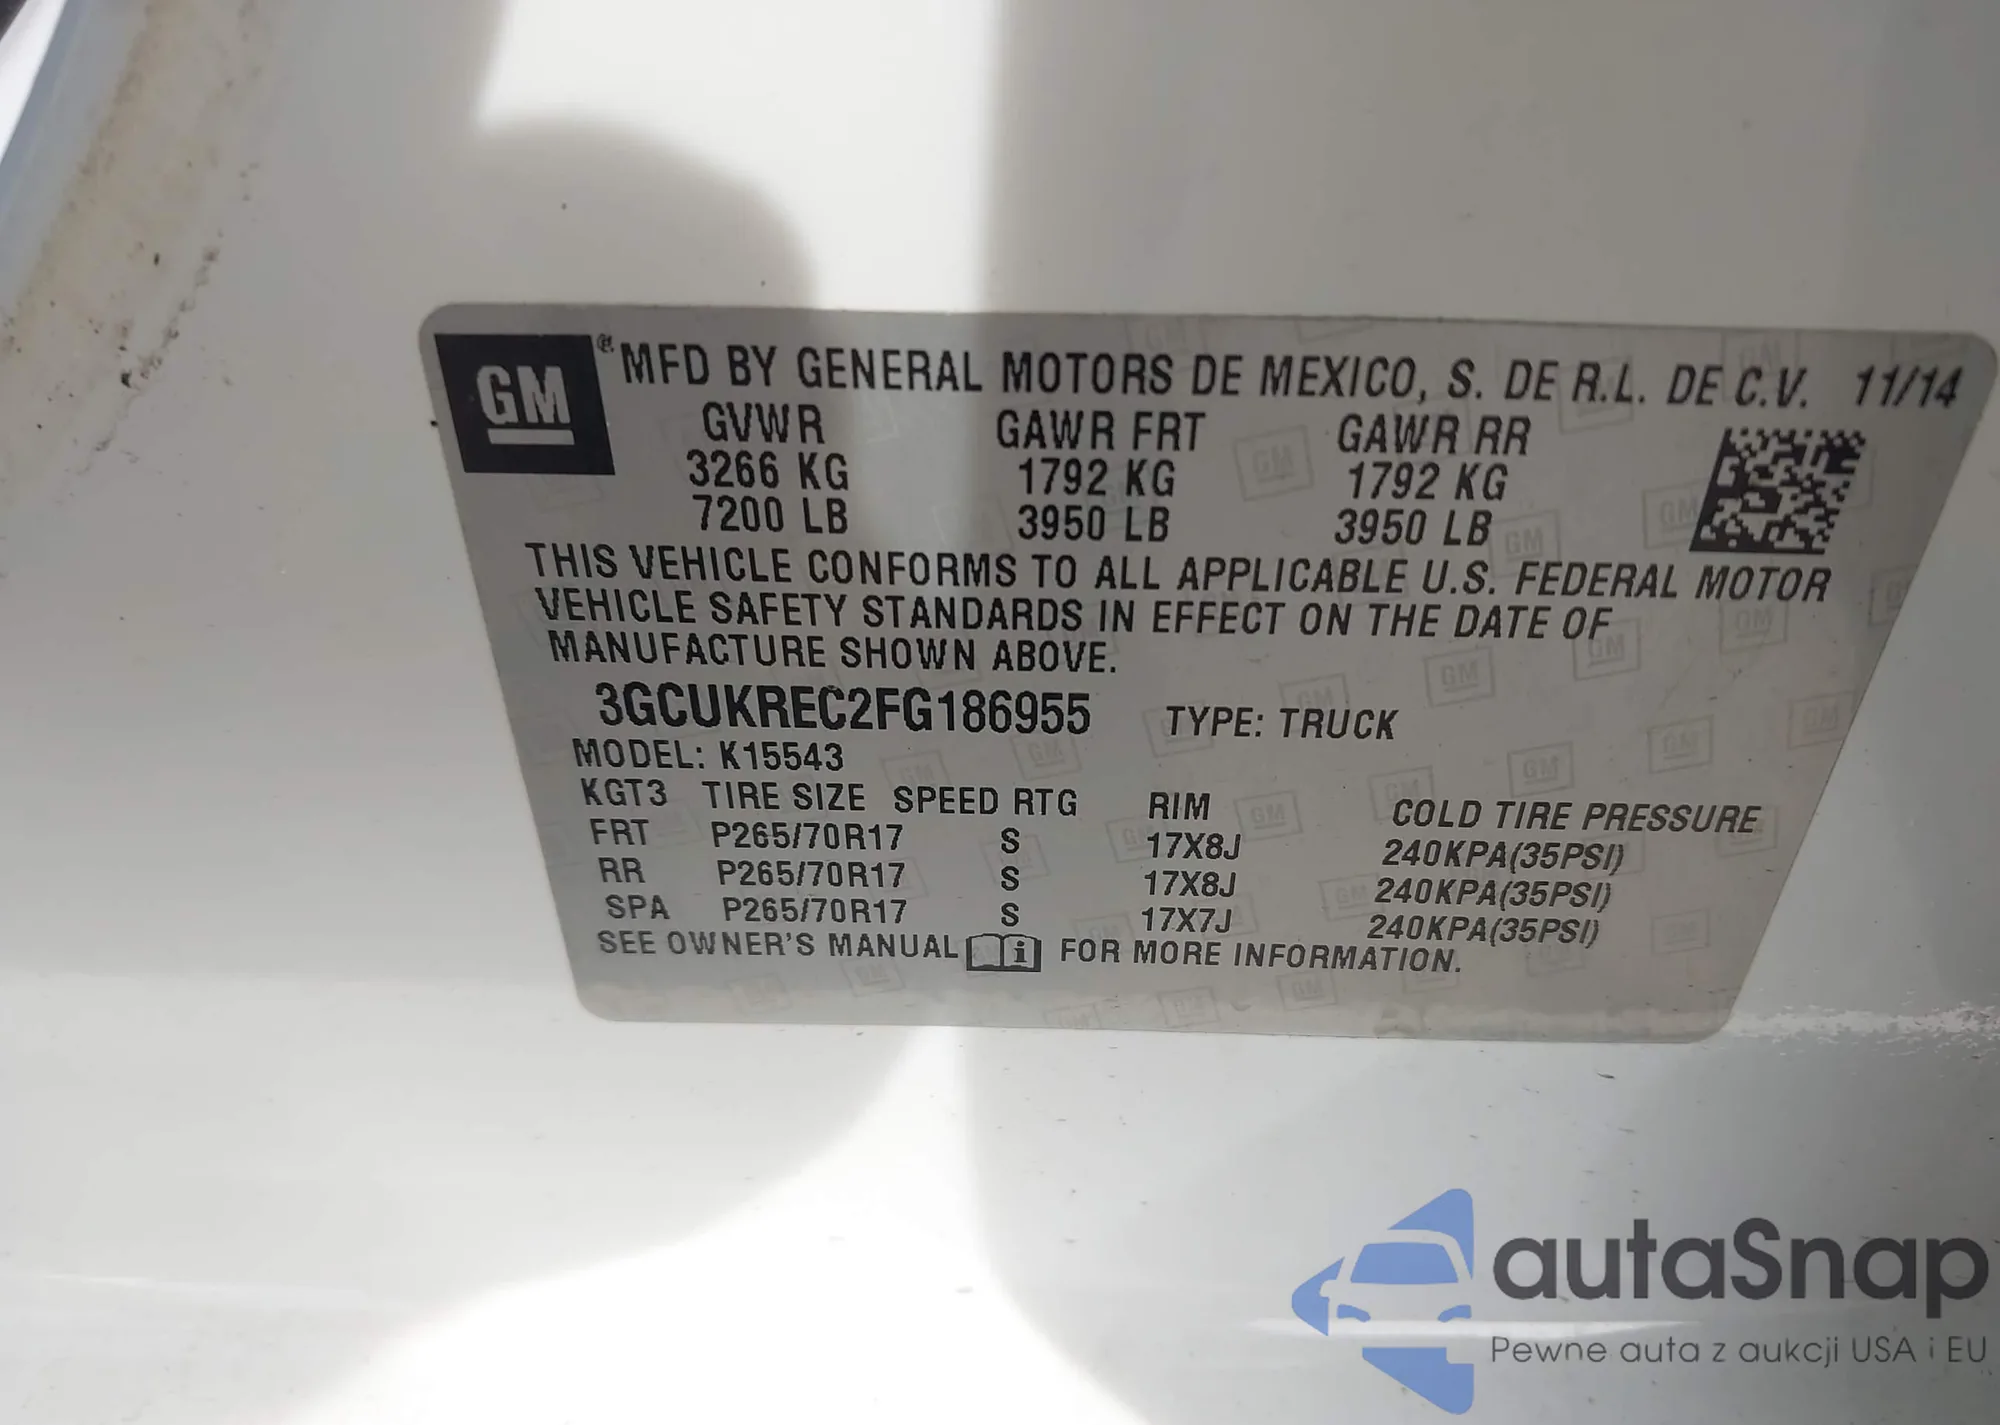 GM ® MFD BY GENERAL MOTORS DE MEXICO, S. DE R.L. DE C.V. 11/14
GVWR GAWR FRT GAWR RR
3266 KG 1792 KG 1792 KG
7200 LB 3950 LB 3950 LB
THIS VEHICLE CONFORMS TO ALL APPLICABLE U.S. FEDERAL MOTOR
VEHICLE SAFETY STANDARDS IN EFFECT ON THE DATE OF
MANUFACTURE SHOWN ABOVE.
3GCUKREC2FG186955 TYPE: TRUCK
MODEL: K15543
KGT3 TIRE SIZE SPEED RTG RIM COLD TIRE PRESSURE
FRT P265/70R17 S 17X8J 240KPA(35PSI)
RR P265/70R17 S 17X8J 240KPA(35PSI)
SPA P265/70R17 S 17X7J 240KPA(35PSI)
SEE OWNER'S MANUAL i FOR MORE INFORMATION.
autaSnap
Pewne auta z aukcji USA i EU